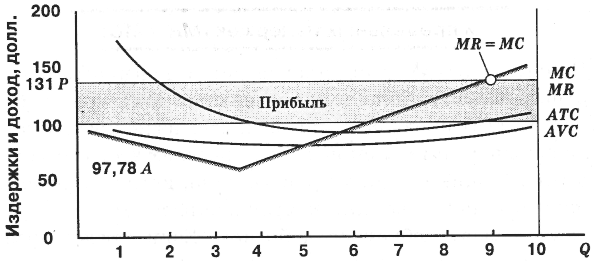 Издержки и доход, долл.
200
150
131 P
100
97,78 A
50
0
Прибыль
MR = MC
MC
MR
ATC
AVC
1 2 3 4 5 6 7 8 9 10 Q